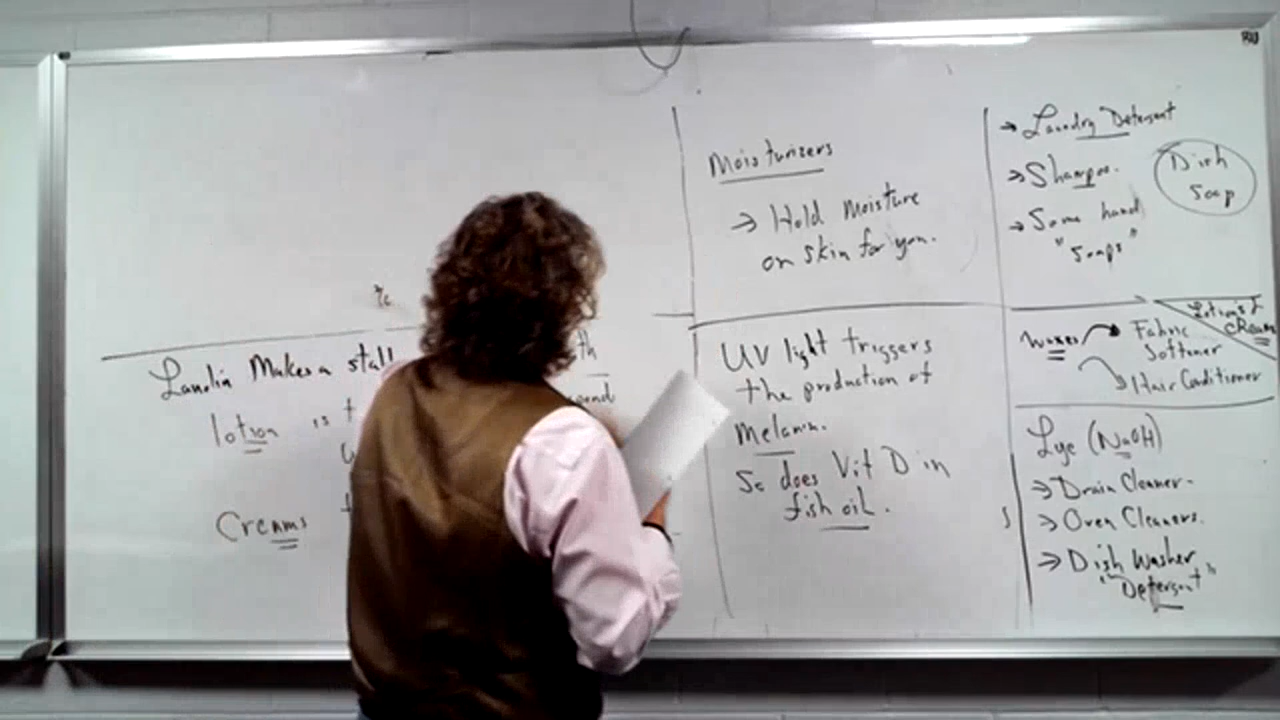 Moisturizers
→ Hold Moisture
on skin for you.
→ Laundry Detergent
→ Shampoo.
→ Some hand
"Soaps"
Dish
Soap
Lanolin Makes a
lotion is
Creams
UV light triggers
the production of
Melanin.
So does Vit D in
fish oil.
Waxes → Fabric
Softener
→ Hair Conditioner
Lotions &
Creams
Lye (NaOH)
→ Drain Cleaner.
→ Oven Cleaners.
→ Dish Washer
"Detergent"